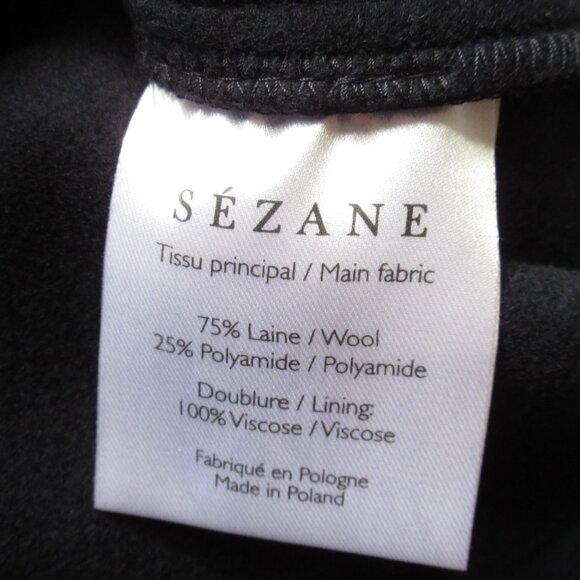 SÉZANE
Tissu principal / Main fabric
75% Laine / Wool
25% Polyamide / Polyamide
Doublure / Lining:
100% Viscose / Viscose
Fabriqué en Pologne
Made in Poland